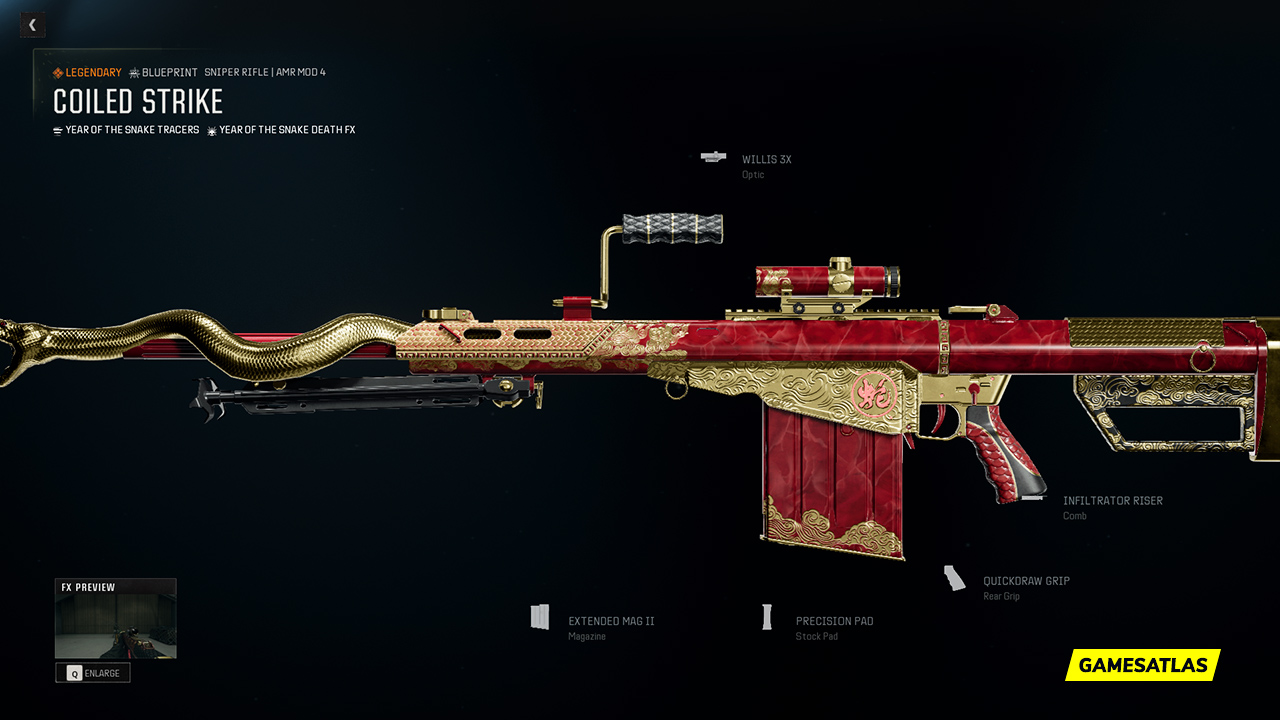 LEGENDARY BLUEPRINT SNIPER RIFLE | AMR MOD 4
COILED STRIKE
YEAR OF THE SNAKE TRACERS YEAR OF THE SNAKE DEATH FX
WILLIS 3X
Optic
蛇
INFILTRATOR RISER
Comb
QUICKDRAW GRIP
Rear Grip
EXTENDED MAG II
Magazine
PRECISION PAD
Stock Pad
FX PREVIEW
Q ENLARGE
GAMESATLAS